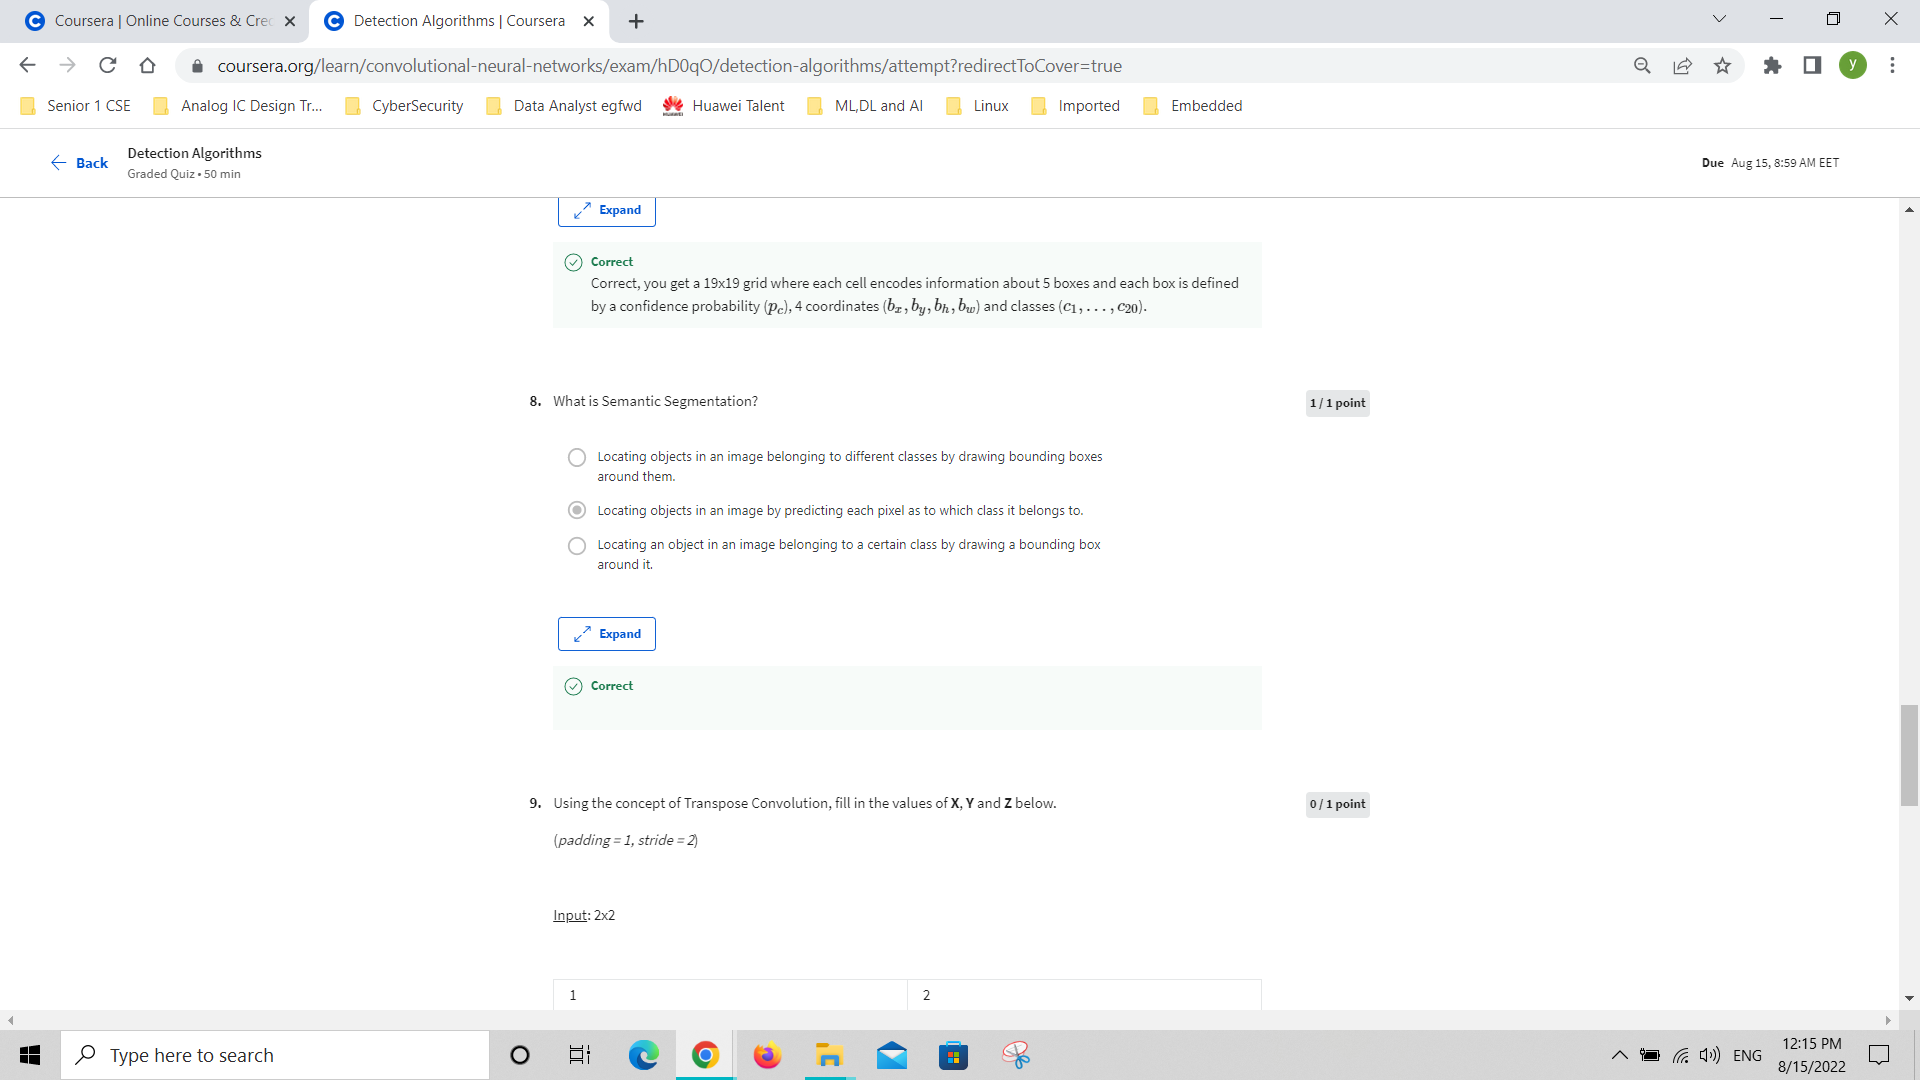 Coursera | Online Courses & Cred
Detection Algorithms | Coursera
coursera.org/learn/convolutional-neural-networks/exam/hD0qO/detection-algorithms/attempt?redirectToCover=true
y
Senior 1 CSE
Analog IC Design Tr...
CyberSecurity
Data Analyst egfwd
Huawei Talent
ML,DL and AI
Linux
Imported
Embedded
Back
Detection Algorithms
Graded Quiz • 50 min
Due Aug 15, 8:59 AM EET
Expand
Correct
Correct, you get a 19x19 grid where each cell encodes information about 5 boxes and each box is defined
by a confidence probability (p_c), 4 coordinates (b_x, b_y, b_h, b_w) and classes (c_1, . . . , c_20).
8. What is Semantic Segmentation?
1 / 1 point
Locating objects in an image belonging to different classes by drawing bounding boxes
around them.
Locating objects in an image by predicting each pixel as to which class it belongs to.
Locating an object in an image belonging to a certain class by drawing a bounding box
around it.
Expand
Correct
9. Using the concept of Transpose Convolution, fill in the values of X, Y and Z below.
0 / 1 point
(padding = 1, stride = 2)
Input: 2x2
1
2
Type here to search
ENG
12:15 PM
8/15/2022